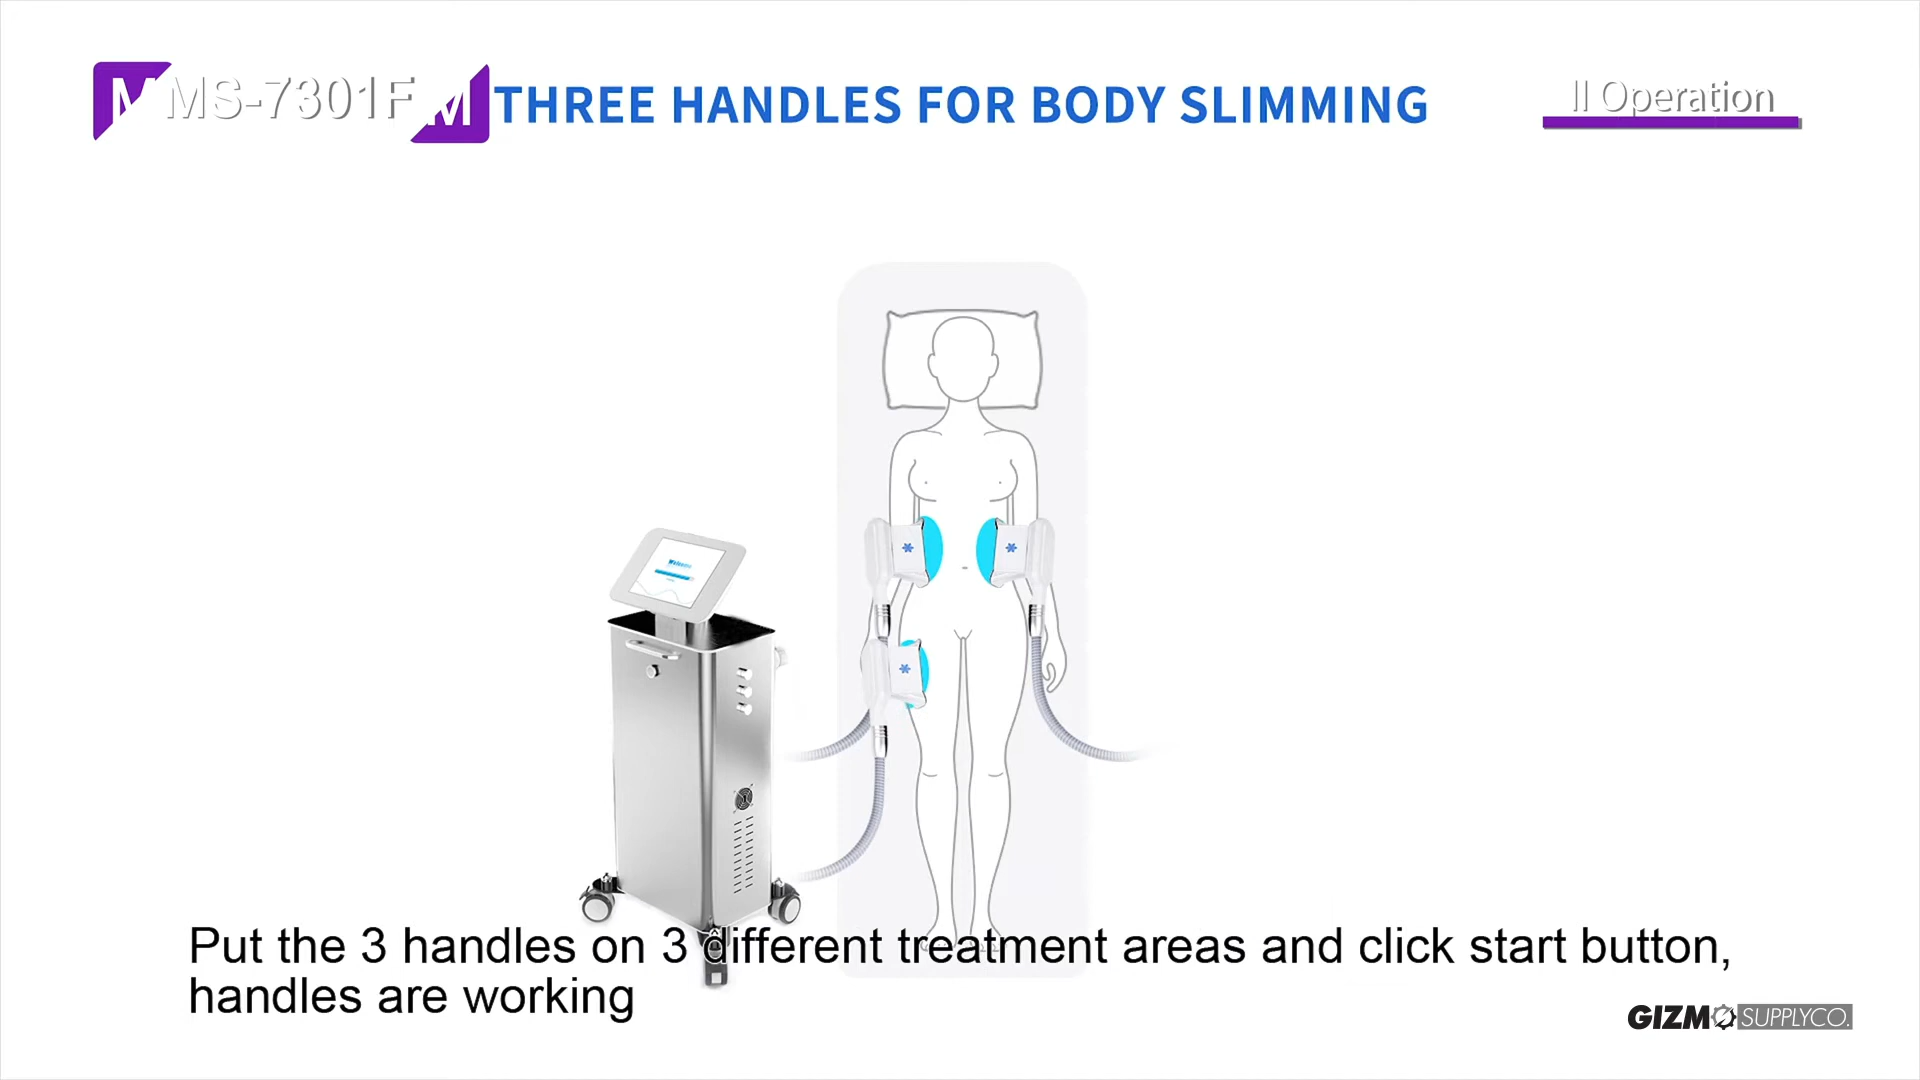 M MS-7301F M
THREE HANDLES FOR BODY SLIMMING
II Operation
Put the 3 handles on 3 different treatment areas and click start button,
handles are working
GIZMO SUPPLYCO.